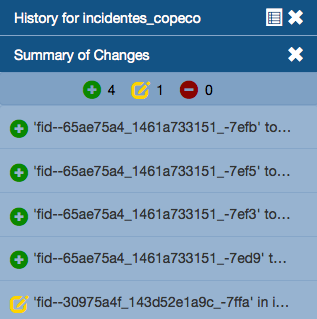 History for incidentes_copeco
Summary of Changes
4 1 0
'fid--65ae75a4_1461a733151_-7efb' to...
'fid--65ae75a4_1461a733151_-7ef5' to...
'fid--65ae75a4_1461a733151_-7ef3' to...
'fid--65ae75a4_1461a733151_-7ed9' t...
'fid--30975a4f_143d52e1a9c_-7ffa' in i...